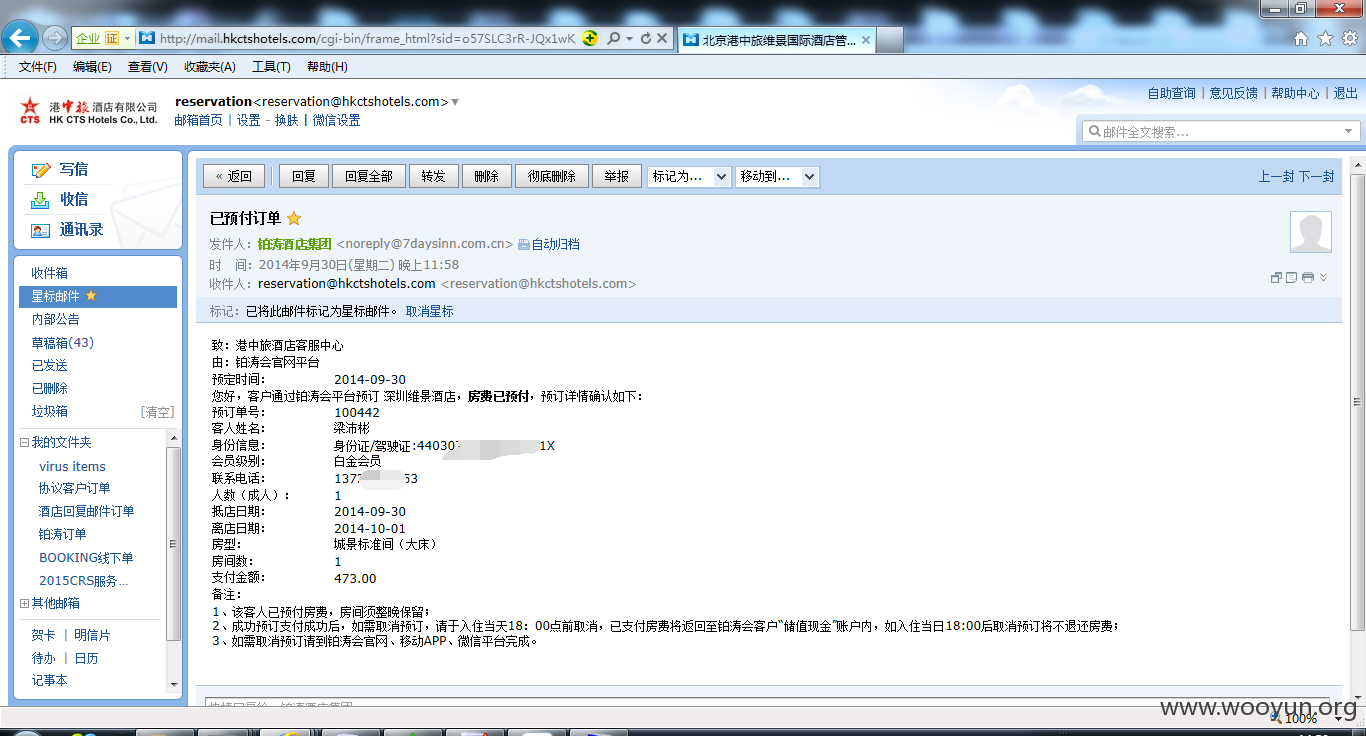 企业 证 http://mail.hkctshotels.com/cgi-bin/frame_html?sid=o57SLC3rR-JQx1wK
北京港中旅维景国际酒店管...
文件(F) 编辑(E) 查看(V) 收藏夹(A) 工具(T) 帮助(H)
CTS 港中旅酒店有限公司
HK CTS Hotels Co., Ltd.
reservation<reservation@hkctshotels.com>
邮箱首页 | 设置 - 换肤 | 微信设置
自助查询 | 意见反馈 | 帮助中心 | 退出
邮件全文搜索...
写信
收信
通讯录
收件箱
星标邮件
内部公告
草稿箱(43)
已发送
已删除
垃圾箱 [清空]
我的文件夹
virus items
协议客户订单
酒店回复邮件订单
铂涛订单
BOOKING线下单
2015CRS服务...
其他邮箱
贺卡 | 明信片
待办 | 日历
记事本
« 返回 回复 回复全部 转发 删除 彻底删除 举报 标记为... 移动到... 上一封 下一封
已预付订单
发件人：铂涛酒店集团 <noreply@7daysinn.com.cn> 自动归档
时 间：2014年9月30日(星期二) 晚上11:58
收件人：reservation@hkctshotels.com <reservation@hkctshotels.com>
标记：已将此邮件标记为星标邮件。 取消星标
致：港中旅酒店客服中心
由：铂涛会官网平台
预定时间： 2014-09-30
您好，客户通过铂涛会平台预订 深圳维景酒店，房费已预付，预订详情确认如下：
预订单号： 100442
客人姓名： 梁沛彬
身份信息： 身份证/驾驶证:440307 1X
会员级别： 白金会员
联系电话： 137 53
人数（成人）： 1
抵店日期： 2014-09-30
离店日期： 2014-10-01
房型： 城景标准间（大床）
房间数： 1
支付金额： 473.00
备注：
1、该客人已预付房费，房间须整晚保留；
2、成功预订支付成功后，如需取消预订，请于入住当天18：00点前取消，已支付房费将返回至铂涛会客户“储值现金”账户内，如入住当日18:00后取消预订将不退还房费；
3、如需取消预订请到铂涛会官网、移动APP、微信平台完成。
www.wooyun.org
100%